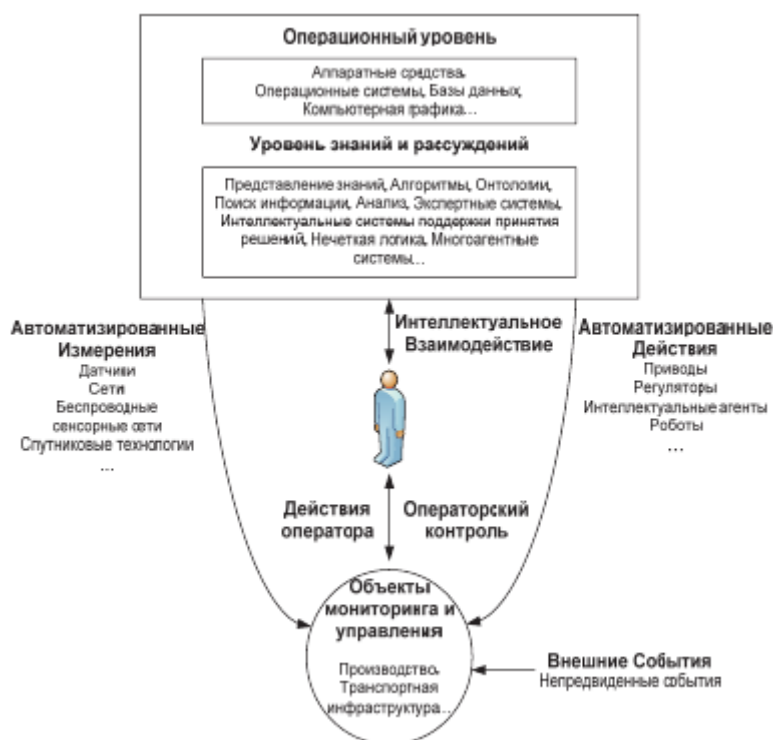 Операционный уровень
Аппаратные средства,
Операционные системы, Базы данных,
Компьютерная графика…
Уровень знаний и рассуждений
Представление знаний, Алгоритмы, Онтологии,
Поиск информации, Анализ, Экспертные системы,
Интеллектуальные системы поддержки принятия
решений, Нечеткая логика, Многоагентные
системы…
Автоматизированные
Измерения
Датчики
Сети
Беспроводные
сенсорные сети
Спутниковые технологии
…
Интеллектуальное
Взаимодействие
Автоматизированные
Действия
Приводы
Регуляторы
Интеллектуальные агенты
Роботы
…
Действия
оператора
Операторский
контроль
Объекты
мониторинга и
управления
Производство,
Транспортная
инфраструктура…
Внешние События
Непредвиденные события